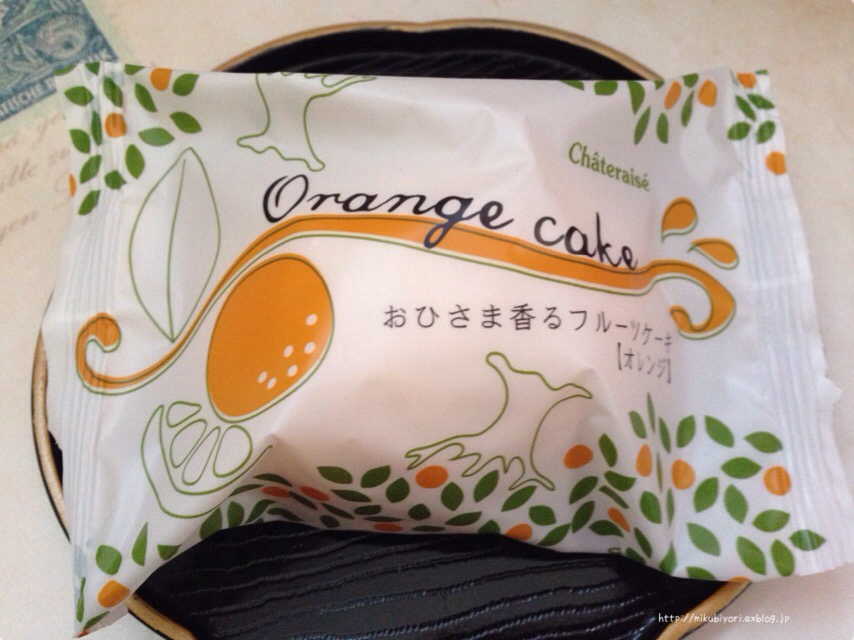 ATISCHE
Châteraisé
Orange cake
おひさま香るフルーツケーキ
【オレンジ】
http://mikubiyori.exblog.jp